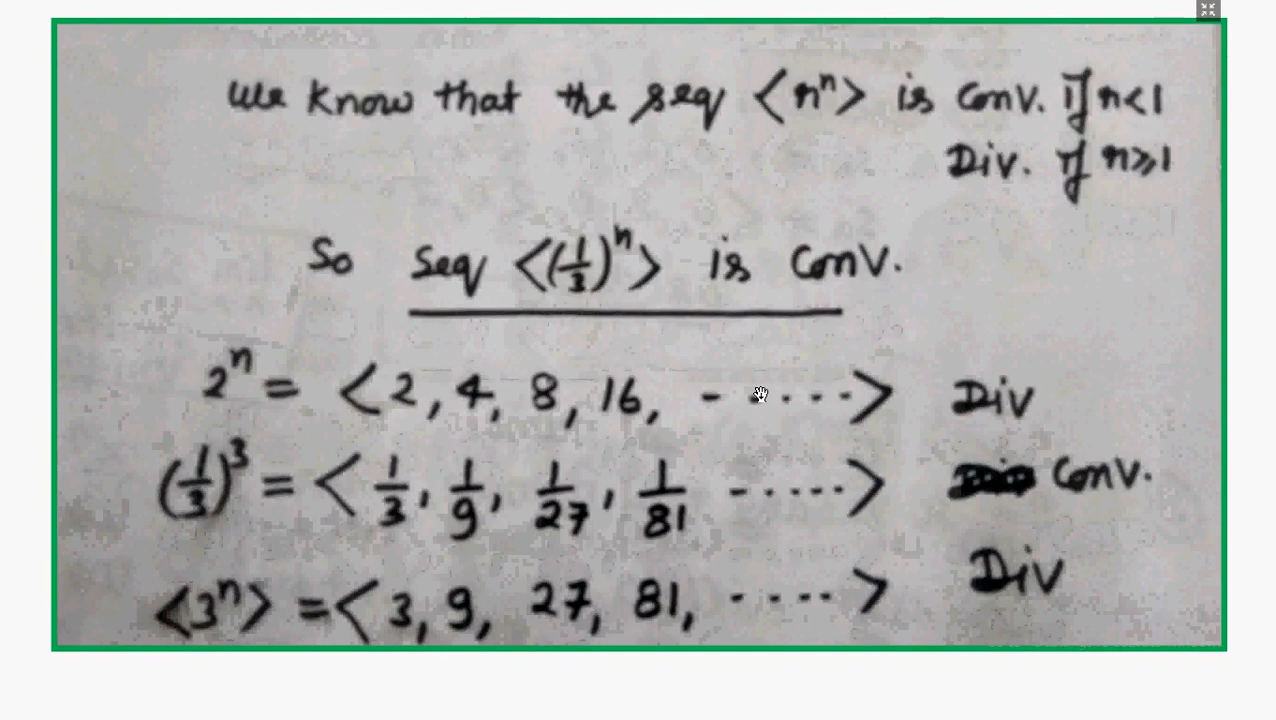 We know that the seq <n^n> is Conv. If n<1
Div. if n≥1
So seq <(1/3)^n> is Conv.
2^n = <2, 4, 8, 16, - ·····> Div
(1/3)^3 = <1/3, 1/9, 1/27, 1/81 -·····> Conv.
<3^n> = <3, 9, 27, 81, ·····> Div